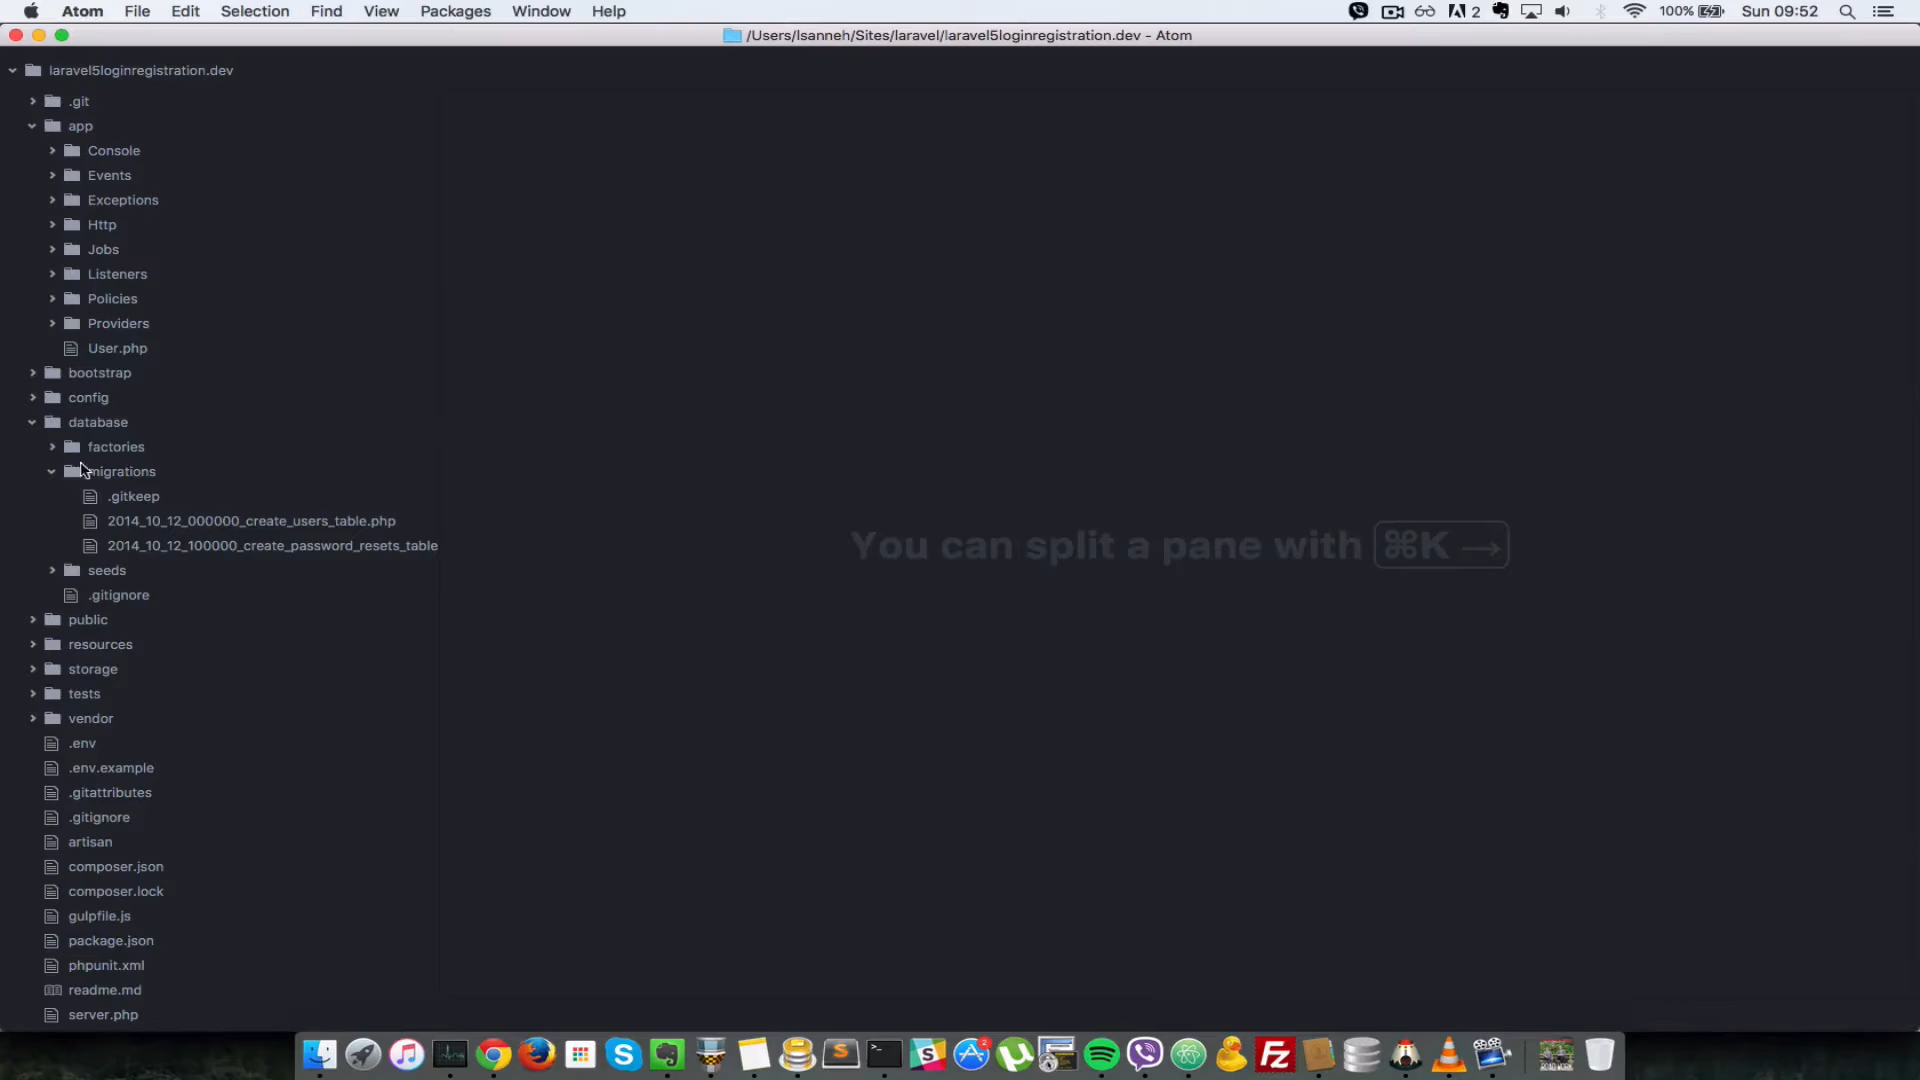 Atom File Edit Selection Find View Packages Window Help 2 100% Sun 09:52
/Users/lsanneh/Sites/laravel/laravel5loginregistration.dev - Atom
laravel5loginregistration.dev
.git
app
Console
Events
Exceptions
Http
Jobs
Listeners
Policies
Providers
User.php
bootstrap
config
database
factories
migrations
.gitkeep
2014_10_12_000000_create_users_table.php
2014_10_12_100000_create_password_resets_table
seeds
.gitignore
public
resources
storage
tests
vendor
.env
.env.example
.gitattributes
.gitignore
artisan
composer.json
composer.lock
gulpfile.js
package.json
phpunit.xml
readme.md
server.php
You can split a pane with ⌘K →